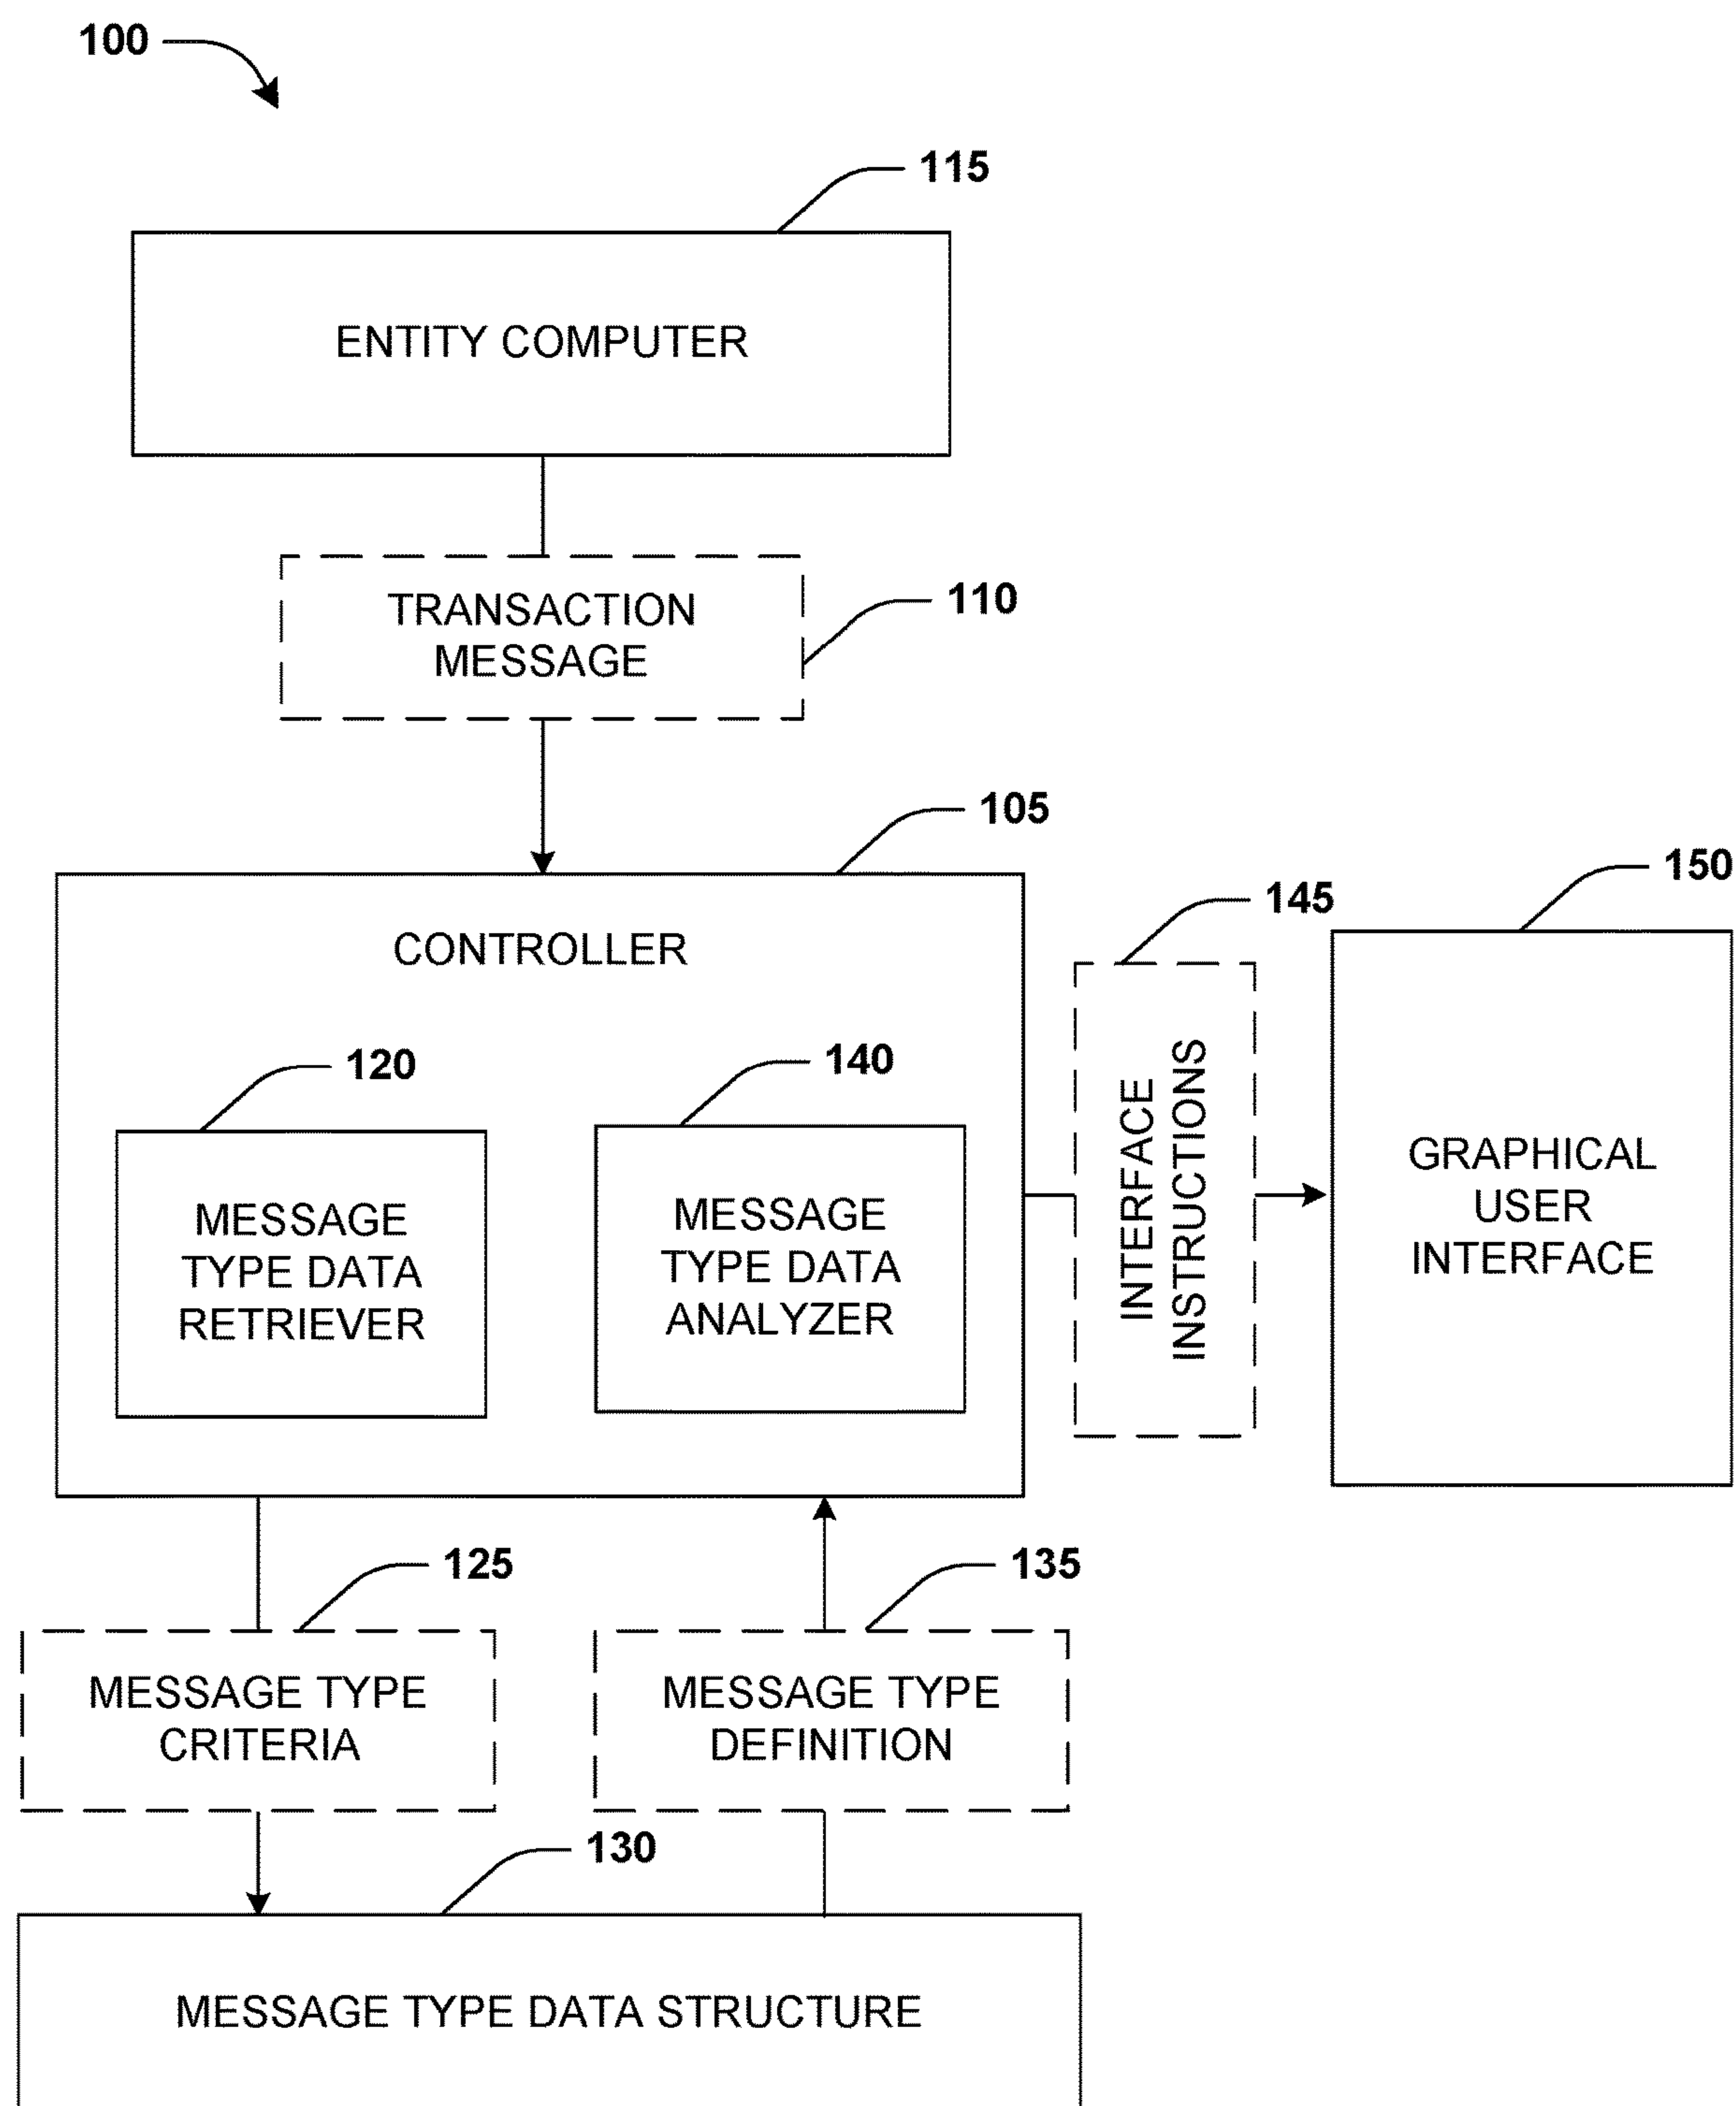 100
115
ENTITY COMPUTER
TRANSACTION
MESSAGE
110
105
CONTROLLER
120
MESSAGE
TYPE DATA
RETRIEVER
140
MESSAGE
TYPE DATA
ANALYZER
145
INTERFACE
INSTRUCTIONS
150
GRAPHICAL
USER
INTERFACE
125
MESSAGE TYPE
CRITERIA
135
MESSAGE TYPE
DEFINITION
130
MESSAGE TYPE DATA STRUCTURE